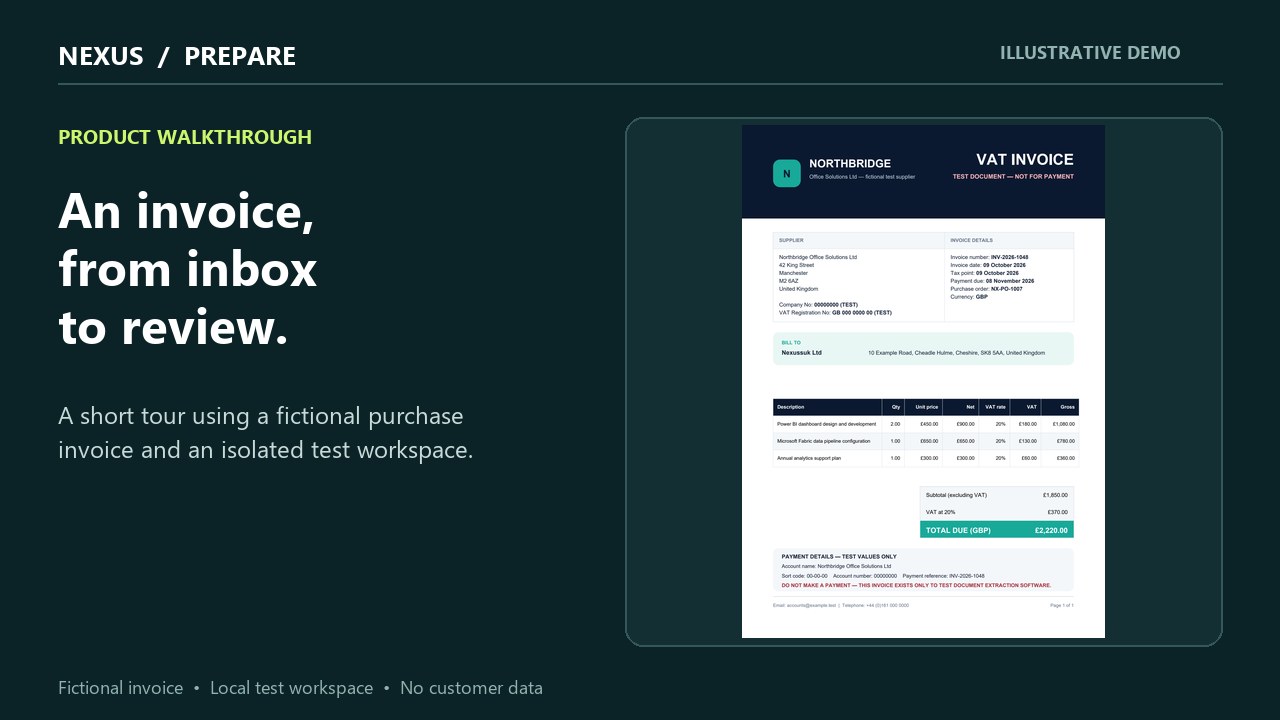 NEXUS / PREPARE
ILLUSTRATIVE DEMO
PRODUCT WALKTHROUGH
An invoice,
from inbox
to review.
A short tour using a fictional purchase
invoice and an isolated test workspace.
N
NORTHBRIDGE
Office Solutions Ltd — fictional test supplier
VAT INVOICE
TEST DOCUMENT — NOT FOR PAYMENT
SUPPLIER
Northbridge Office Solutions Ltd
42 King Street
Manchester
M2 6AZ
United Kingdom
Company No: 00000000 (TEST)
VAT Registration No: GB 000 0000 00 (TEST)
INVOICE DETAILS
Invoice number: INV-2026-1048
Invoice date: 09 October 2026
Tax point: 09 October 2026
Payment due: 08 November 2026
Purchase order: NX-PO-1007
Currency: GBP
BILL TO
Nexussuk Ltd 10 Example Road, Cheadle Hulme, Cheshire, SK8 5AA, United Kingdom
Description Qty Unit price Net VAT rate VAT Gross
Power BI dashboard design and development 2.00 £450.00 £900.00 20% £180.00 £1,080.00
Microsoft Fabric data pipeline configuration 1.00 £650.00 £650.00 20% £130.00 £780.00
Annual analytics support plan 1.00 £300.00 £300.00 20% £60.00 £360.00
Subtotal (excluding VAT) £1,850.00
VAT at 20% £370.00
TOTAL DUE (GBP) £2,220.00
PAYMENT DETAILS — TEST VALUES ONLY
Account name: Northbridge Office Solutions Ltd
Sort code: 00-00-00 Account number: 00000000 Payment reference: INV-2026-1048
DO NOT MAKE A PAYMENT — THIS INVOICE EXISTS ONLY TO TEST DOCUMENT EXTRACTION SOFTWARE.
Email: accounts@example.test | Telephone: +44 (0)161 000 0000
Page 1 of 1
Fictional invoice • Local test workspace • No customer data